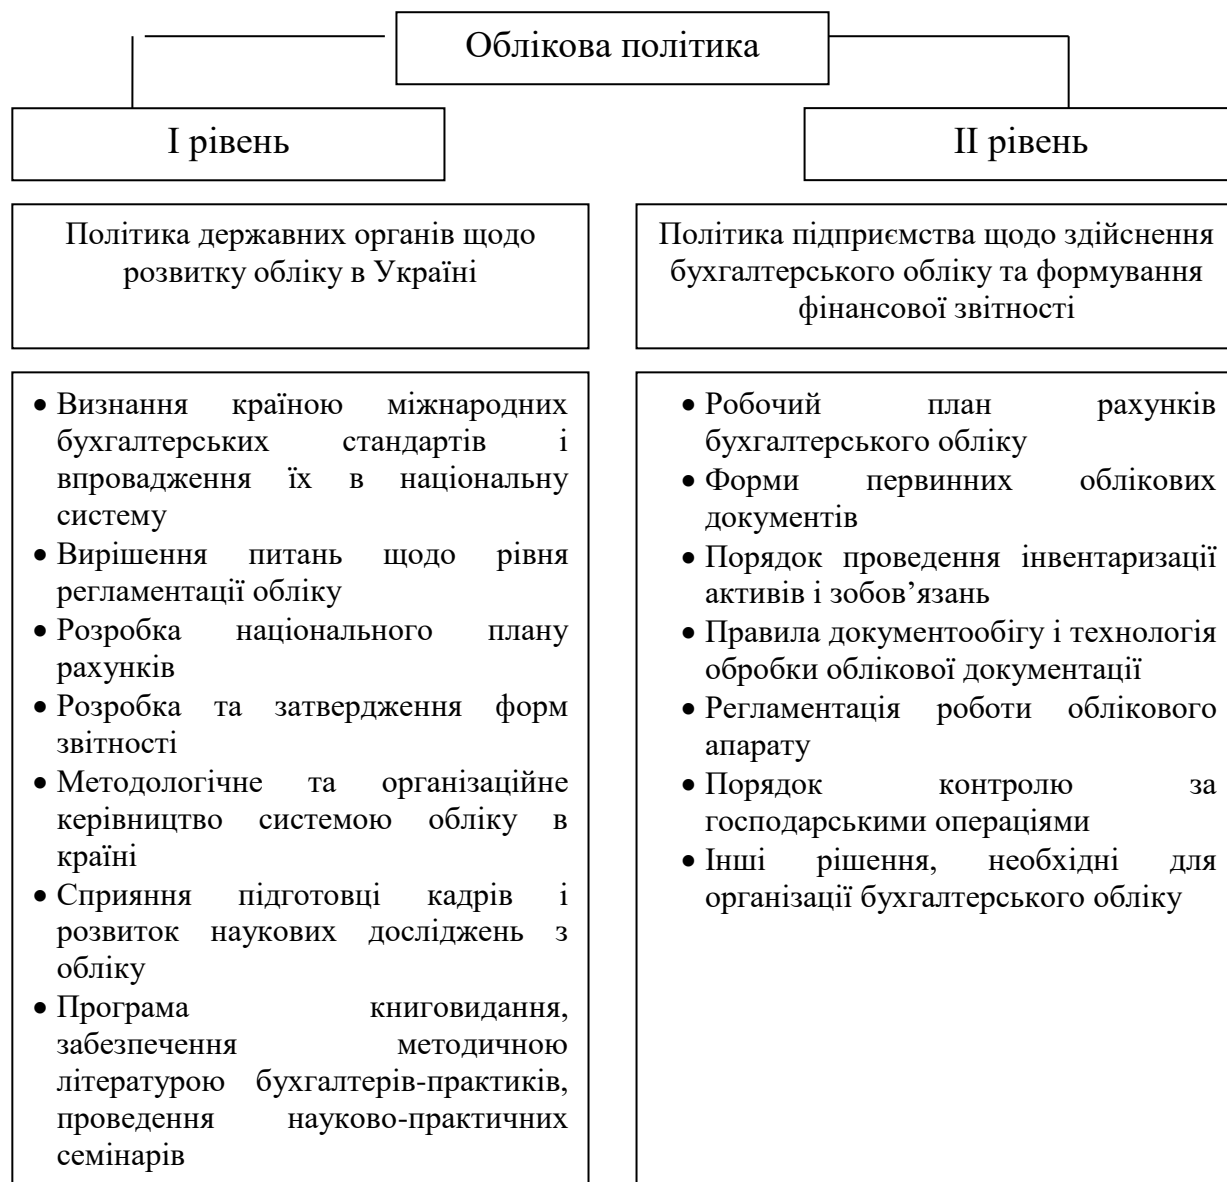 Облікова політика
І рівень
ІІ рівень
Політика державних органів щодо
розвитку обліку в Україні
Політика підприємства щодо здійснення
бухгалтерського обліку та формування
фінансової звітності
• Визнання країною міжнародних
бухгалтерських стандартів і
впровадження їх в національну
систему
• Вирішення питань щодо рівня
регламентації обліку
• Розробка національного плану
рахунків
• Розробка та затвердження форм
звітності
• Методологічне та організаційне
керівництво системою обліку в
країні
• Сприяння підготовці кадрів і
розвиток наукових досліджень з
обліку
• Програма книговидання,
забезпечення методичною
літературою бухгалтерів-практиків,
проведення науково-практичних
семінарів
• Робочий план рахунків
бухгалтерського обліку
• Форми первинних облікових
документів
• Порядок проведення інвентаризації
активів і зобов’язань
• Правила документообігу і технологія
обробки облікової документації
• Регламентація роботи облікового
апарату
• Порядок контролю за
господарськими операціями
• Інші рішення, необхідні для
організації бухгалтерського обліку